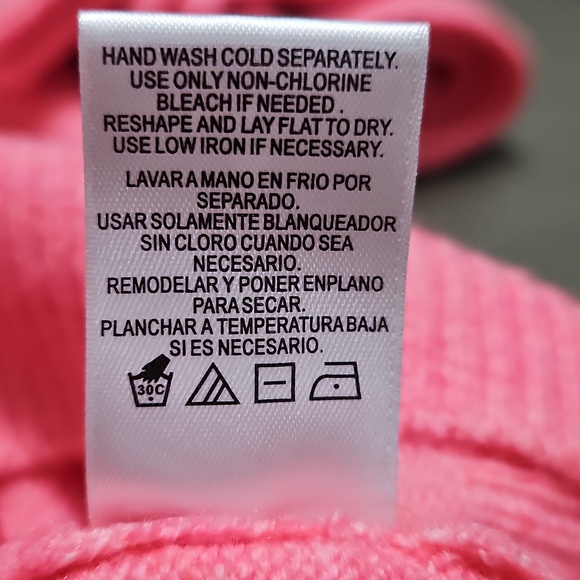 HAND WASH COLD SEPARATELY.
USE ONLY NON-CHLORINE
BLEACH IF NEEDED .
RESHAPE AND LAY FLAT TO DRY.
USE LOW IRON IF NECESSARY.
LAVAR A MANO EN FRIO POR
SEPARADO.
USAR SOLAMENTE BLANQUEADOR
SIN CLORO CUANDO SEA
NECESARIO.
REMODELAR Y PONER ENPLANO
PARA SECAR.
PLANCHAR A TEMPERATURA BAJA
SI ES NECESARIO.
30C